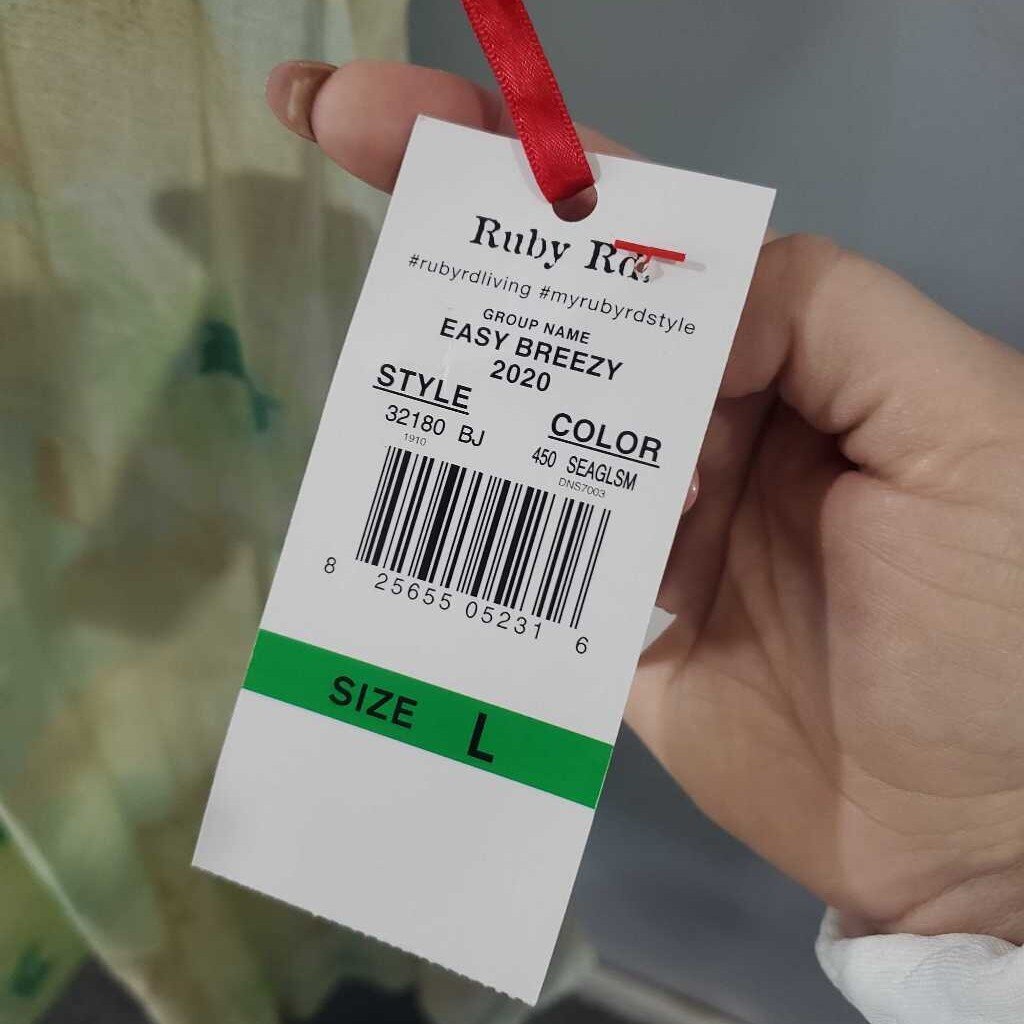 Ruby Rd.
#rubyrdliving #myrubyrdstyle
GROUP NAME
EASY BREEZY
2020
STYLE
32180 BJ
1910
COLOR
450 SEAGLSM
DNS7003
8 25655 05231 6
SIZE L